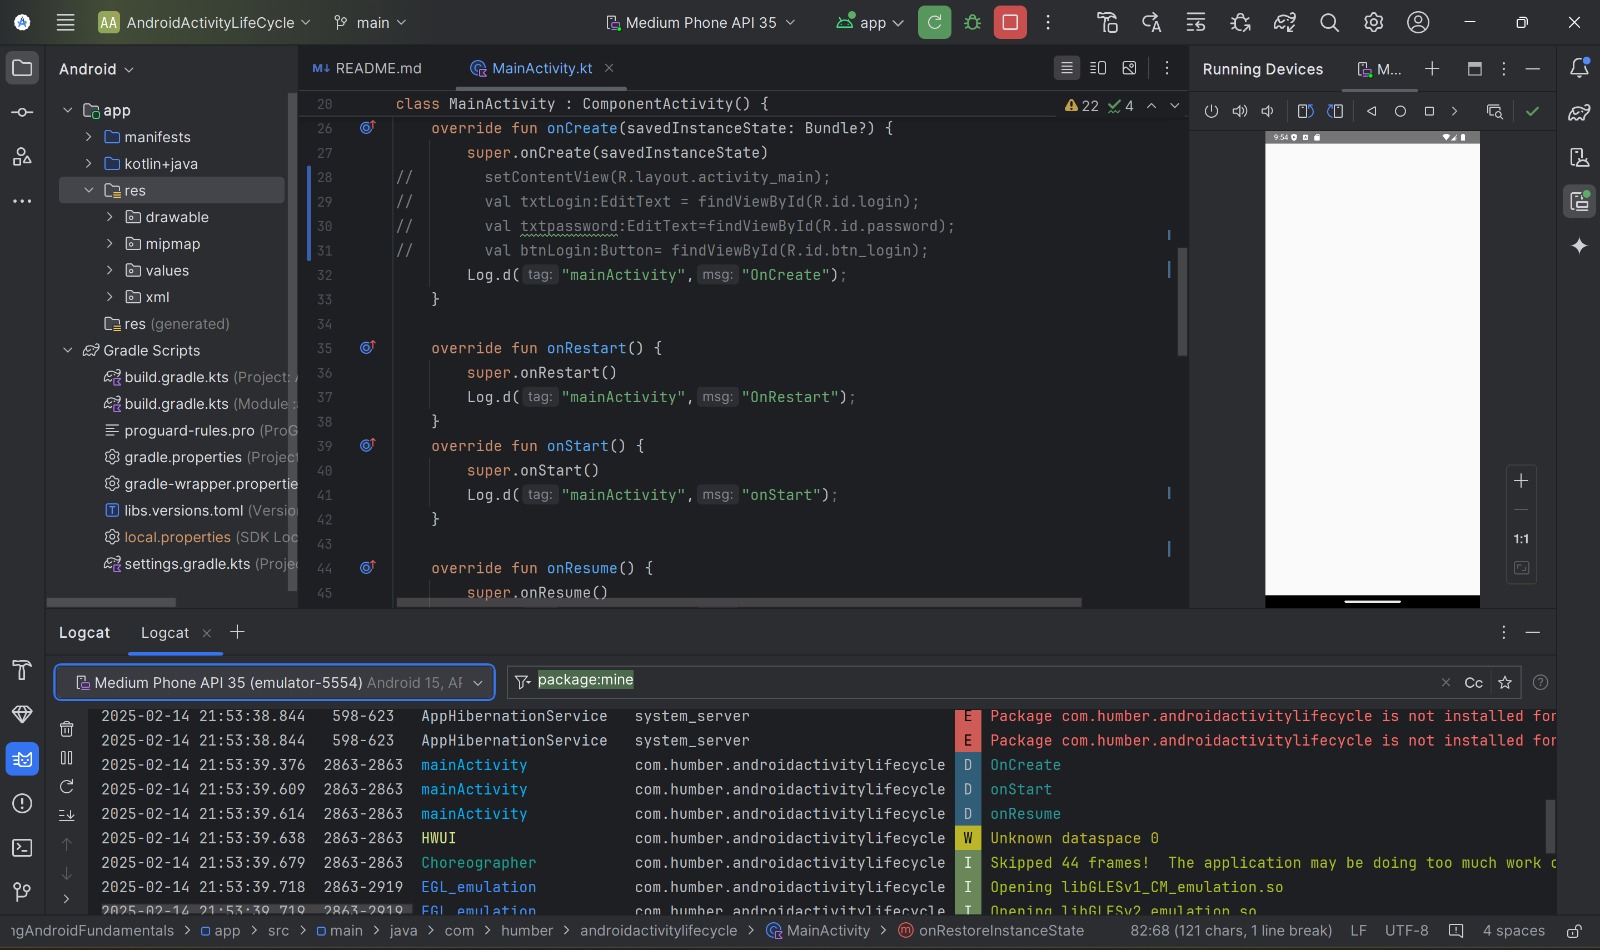 AA AndroidActivityLifeCycle main Medium Phone API 35 app
Android
app
manifests
kotlin+java
res
drawable
mipmap
values
xml
res (generated)
Gradle Scripts
build.gradle.kts (Project:
build.gradle.kts (Module
proguard-rules.pro (ProG
gradle.properties (Project
gradle-wrapper.propertie
libs.versions.toml (Version
local.properties (SDK Loc
settings.gradle.kts (Proje
README.md MainActivity.kt
22 4
20 class MainActivity : ComponentActivity() {
26 override fun onCreate(savedInstanceState: Bundle?) {
27 super.onCreate(savedInstanceState)
28 // setContentView(R.layout.activity_main);
29 // val txtLogin:EditText = findViewById(R.id.login);
30 // val txtpassword:EditText=findViewById(R.id.password);
31 // val btnLogin:Button= findViewById(R.id.btn_login);
32 Log.d( tag: "mainActivity", msg: "OnCreate");
33 }
34
35 override fun onRestart() {
36 super.onRestart()
37 Log.d( tag: "mainActivity", msg: "OnRestart");
38 }
39 override fun onStart() {
40 super.onStart()
41 Log.d( tag: "mainActivity", msg: "onStart");
42 }
43
44 override fun onResume() {
45 super.onResume()
Running Devices M...
9:54
1:1
Logcat Logcat
Medium Phone API 35 (emulator-5554) Android 15, AF
package:mine
Cc
2025-02-14 21:53:38.844 598-623 AppHibernationService system_server E Package com.humber.androidactivitylifecycle is not installed for
2025-02-14 21:53:38.844 598-623 AppHibernationService system_server E Package com.humber.androidactivitylifecycle is not installed for
2025-02-14 21:53:39.376 2863-2863 mainActivity com.humber.androidactivitylifecycle D OnCreate
2025-02-14 21:53:39.609 2863-2863 mainActivity com.humber.androidactivitylifecycle D onStart
2025-02-14 21:53:39.614 2863-2863 mainActivity com.humber.androidactivitylifecycle D onResume
2025-02-14 21:53:39.638 2863-2863 HWUI com.humber.androidactivitylifecycle W Unknown dataspace 0
2025-02-14 21:53:39.679 2863-2863 Choreographer com.humber.androidactivitylifecycle I Skipped 44 frames! The application may be doing too much work o
2025-02-14 21:53:39.718 2863-2919 EGL_emulation com.humber.androidactivitylifecycle I Opening libGLESv1_CM_emulation.so
2025-02-14 21:53:39.719 2863-2919 EGL_emulation com.humber.androidactivitylifecycle I Opening libGLESv2_emulation.so
ngAndroidFundamentals > app > src > main > java > com > humber > androidactivitylifecycle > MainActivity > onRestoreInstanceState 82:68 (121 chars, 1 line break) LF UTF-8 4 spaces